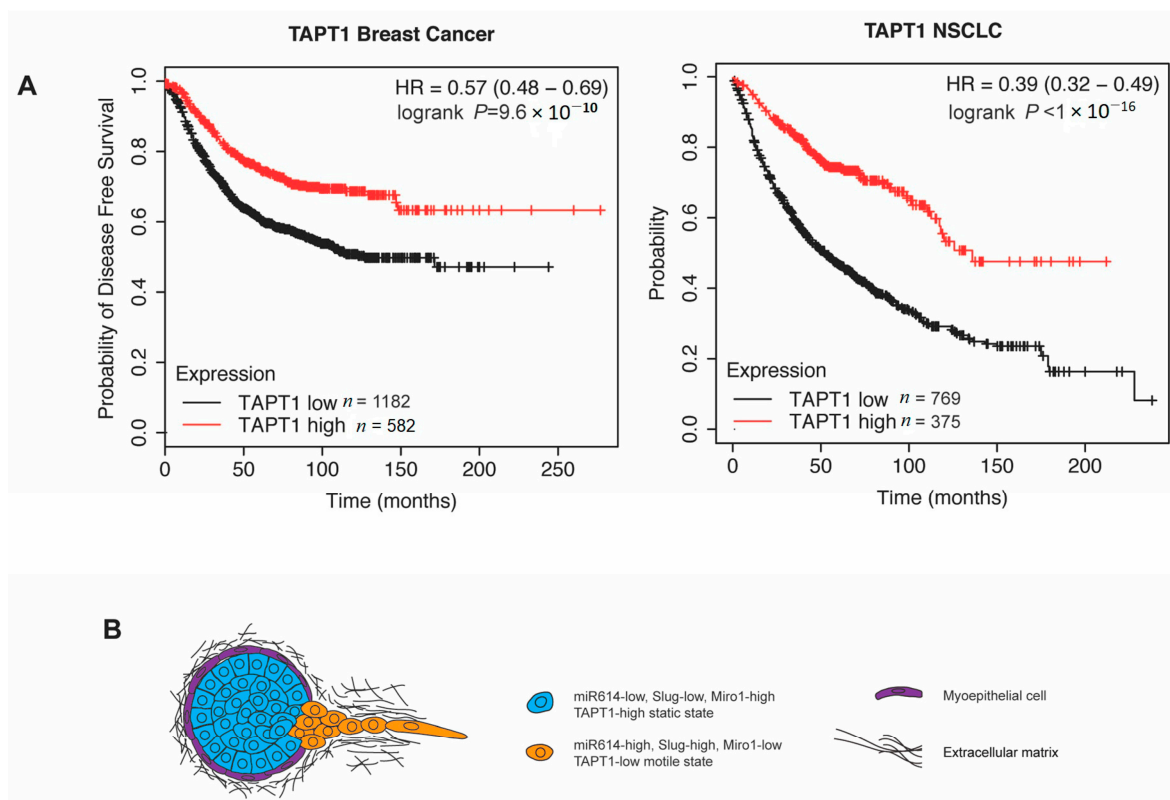 TAPT1 Breast Cancer
TAPT1 NSCLC
A
HR = 0.57 (0.48 – 0.69)
logrank P=9.6 × 10−10
Probability of Disease Free Survival
1.0
0.8
0.6
0.4
0.2
0.0
Expression
TAPT1 low n = 1182
TAPT1 high n = 582
0 50 100 150 200 250
Time (months)
HR = 0.39 (0.32 – 0.49)
logrank P <1 × 10−16
Probability
1.0
0.8
0.6
0.4
0.2
0.0
Expression
TAPT1 low n = 769
TAPT1 high n = 375
0 50 100 150 200
Time (months)
B
miR614-low, Slug-low, Miro1-high
TAPT1-high static state
miR614-high, Slug-high, Miro1-low
TAPT1-low motile state
Myoepithelial cell
Extracellular matrix